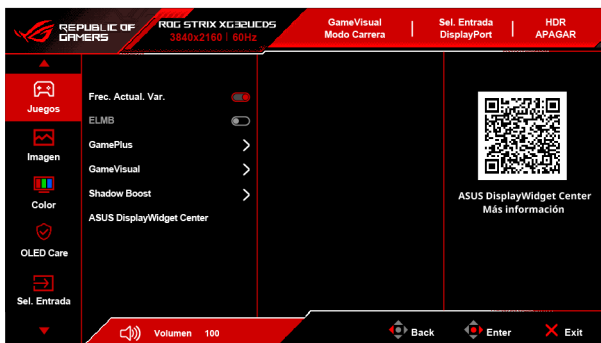 REPUBLIC OF
GAMERS
ROG STRIX XG32UCDS
3840x2160 | 60Hz
GameVisual
Modo Carrera
Sel. Entrada
DisplayPort
HDR
APAGAR
Juegos
Imagen
Color
OLED Care
Sel. Entrada
Frec. Actual. Var.
ELMB
GamePlus
GameVisual
Shadow Boost
ASUS DisplayWidget Center
ASUS DisplayWidget Center
Más información
Volumen 100
Back
Enter
Exit